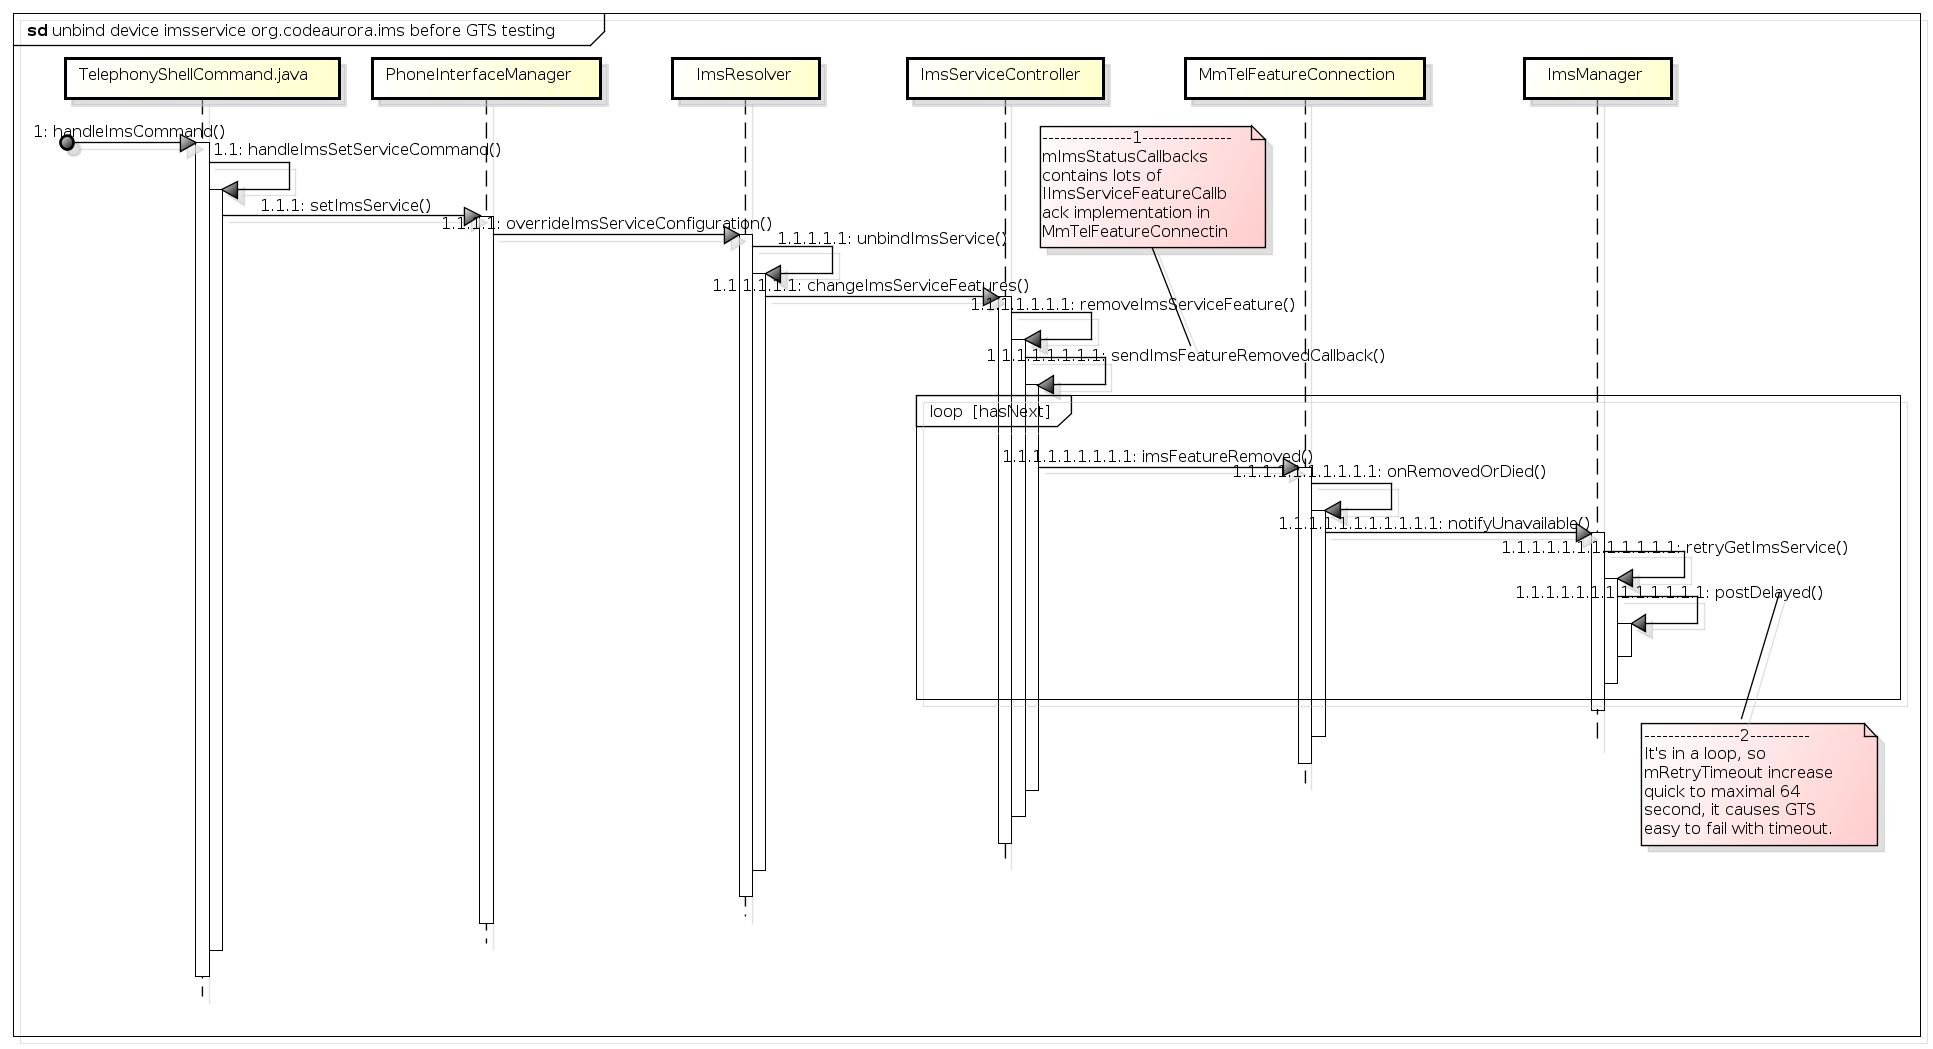 sd unbind device imsservice org.codeaurora.ims before GTS testing
TelephonyShellCommand.java
PhoneInterfaceManager
ImsResolver
ImsServiceController
MmTelFeatureConnection
ImsManager
1: handleImsCommand()
1.1: handleImsSetServiceCommand()
1.1.1: setImsService()
1.1.1.1: overrideImsServiceConfiguration()
1.1.1.1.1: unbindImsService()
1.1.1.1.1.1: changeImsServiceFeatures()
---------------1---------------
mImsStatusCallbacks
contains lots of
IImsServiceFeatureCallb
ack implementation in
MmTelFeatureConnectin
1.1.1.1.1.1.1: removeImsServiceFeature()
1.1.1.1.1.1.1.1: sendImsFeatureRemovedCallback()
loop [hasNext]
1.1.1.1.1.1.1.1.1: imsFeatureRemoved()
1.1.1.1.1.1.1.1.1.1: onRemovedOrDied()
1.1.1.1.1.1.1.1.1.1.1: notifyUnavailable()
1.1.1.1.1.1.1.1.1.1.1.1: retryGetImsService()
1.1.1.1.1.1.1.1.1.1.1.1.1: postDelayed()
----------------2----------
It's in a loop, so
mRetryTimeout increase
quick to maximal 64
second, it causes GTS
easy to fail with timeout.